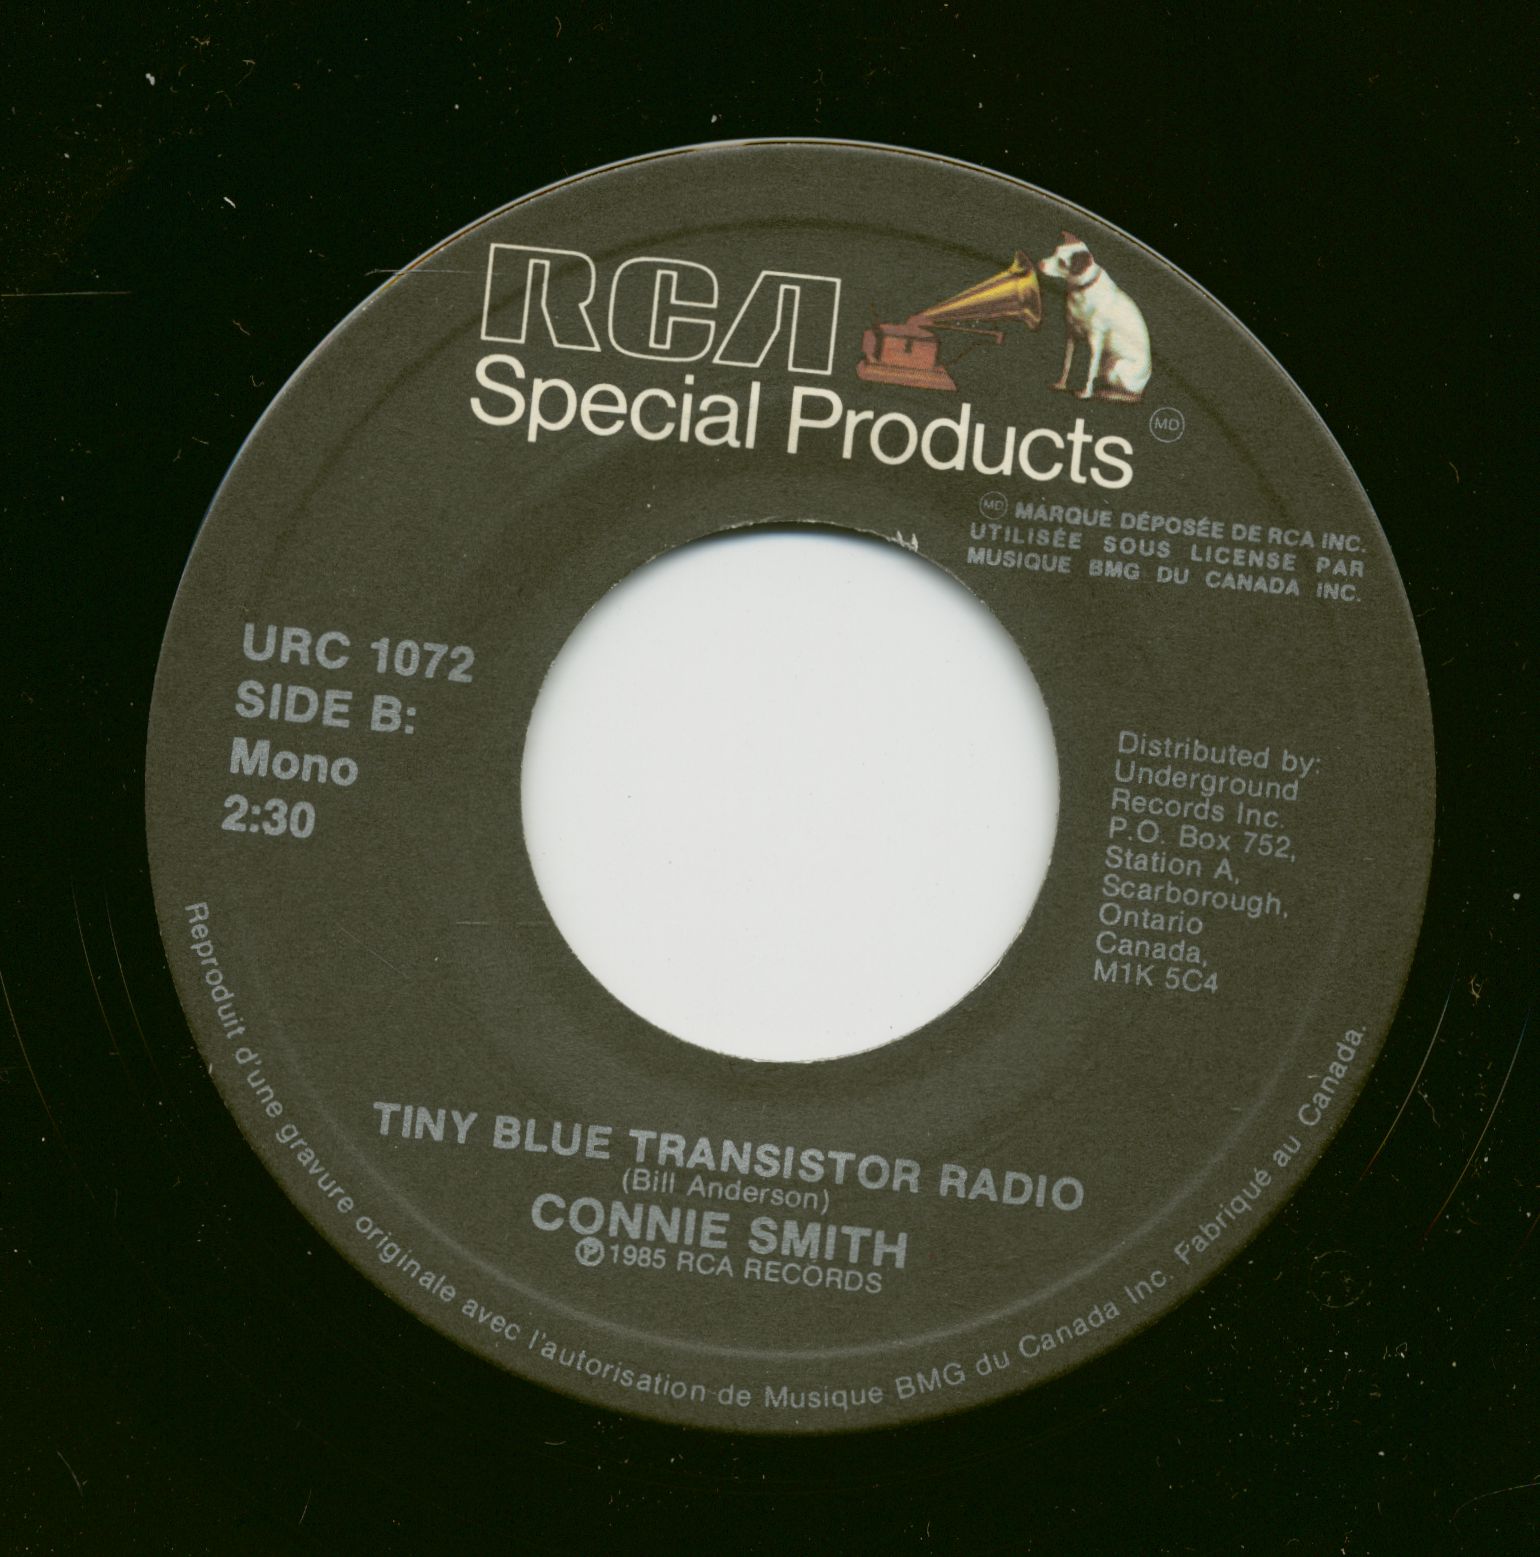 RCA
Special Products
MD
MD MARQUE DÉPOSÉE DE RCA INC.
UTILISÉE SOUS LICENSE PAR
MUSIQUE BMG DU CANADA INC.
URC 1072
SIDE B:
Mono
2:30
Distributed by:
Underground
Records Inc.
P.O. Box 752,
Station A,
Scarborough,
Ontario
Canada,
M1K 5C4
TINY BLUE TRANSISTOR RADIO
(Bill Anderson)
CONNIE SMITH
℗ 1985 RCA RECORDS
Reproduit d'une gravure originale avec l'autorisation de Musique BMG du Canada Inc. Fabriqué au Canada.